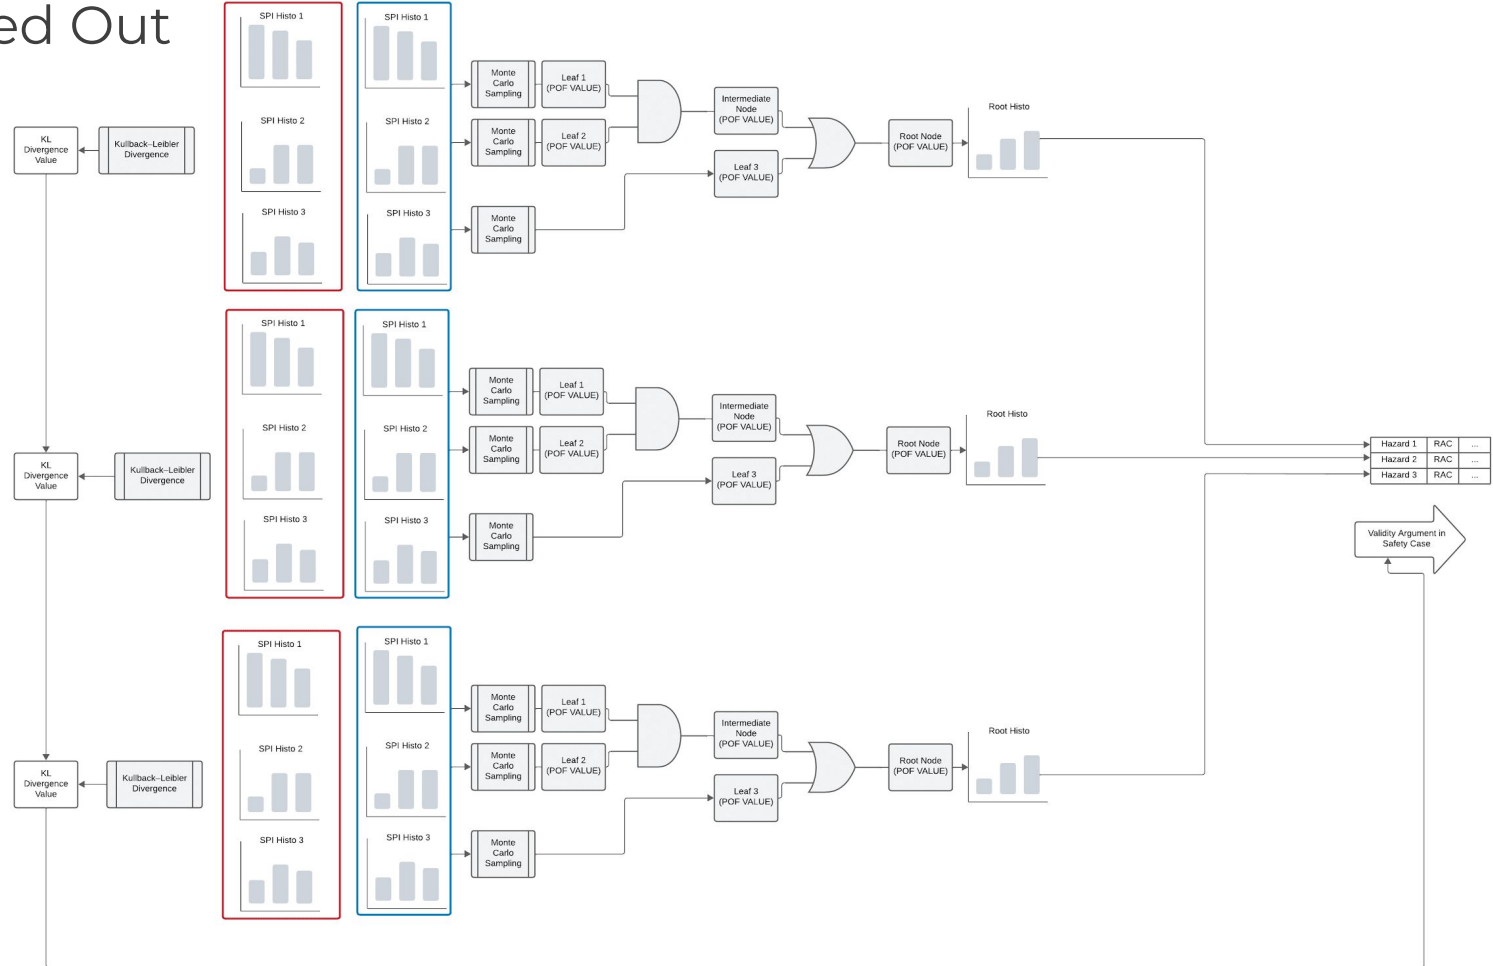 ed Out
KL
Divergence
Value
Kullback–Leibler
Divergence
SPI Histo 1
SPI Histo 2
SPI Histo 3
SPI Histo 1
SPI Histo 2
SPI Histo 3
Monte
Carlo
Sampling
Leaf 1
(POF VALUE)
Monte
Carlo
Sampling
Leaf 2
(POF VALUE)
Monte
Carlo
Sampling
Intermediate
Node
(POF VALUE)
Leaf 3
(POF VALUE)
Root Node
(POF VALUE)
Root Histo
KL
Divergence
Value
Kullback–Leibler
Divergence
SPI Histo 1
SPI Histo 2
SPI Histo 3
SPI Histo 1
SPI Histo 2
SPI Histo 3
Monte
Carlo
Sampling
Leaf 1
(POF VALUE)
Monte
Carlo
Sampling
Leaf 2
(POF VALUE)
Monte
Carlo
Sampling
Intermediate
Node
(POF VALUE)
Leaf 3
(POF VALUE)
Root Node
(POF VALUE)
Root Histo
Hazard 1 RAC ...
Hazard 2 RAC ...
Hazard 3 RAC ...
Validity Argument in
Safety Case
KL
Divergence
Value
Kullback–Leibler
Divergence
SPI Histo 1
SPI Histo 2
SPI Histo 3
SPI Histo 1
SPI Histo 2
SPI Histo 3
Monte
Carlo
Sampling
Leaf 1
(POF VALUE)
Monte
Carlo
Sampling
Leaf 2
(POF VALUE)
Monte
Carlo
Sampling
Intermediate
Node
(POF VALUE)
Leaf 3
(POF VALUE)
Root Node
(POF VALUE)
Root Histo